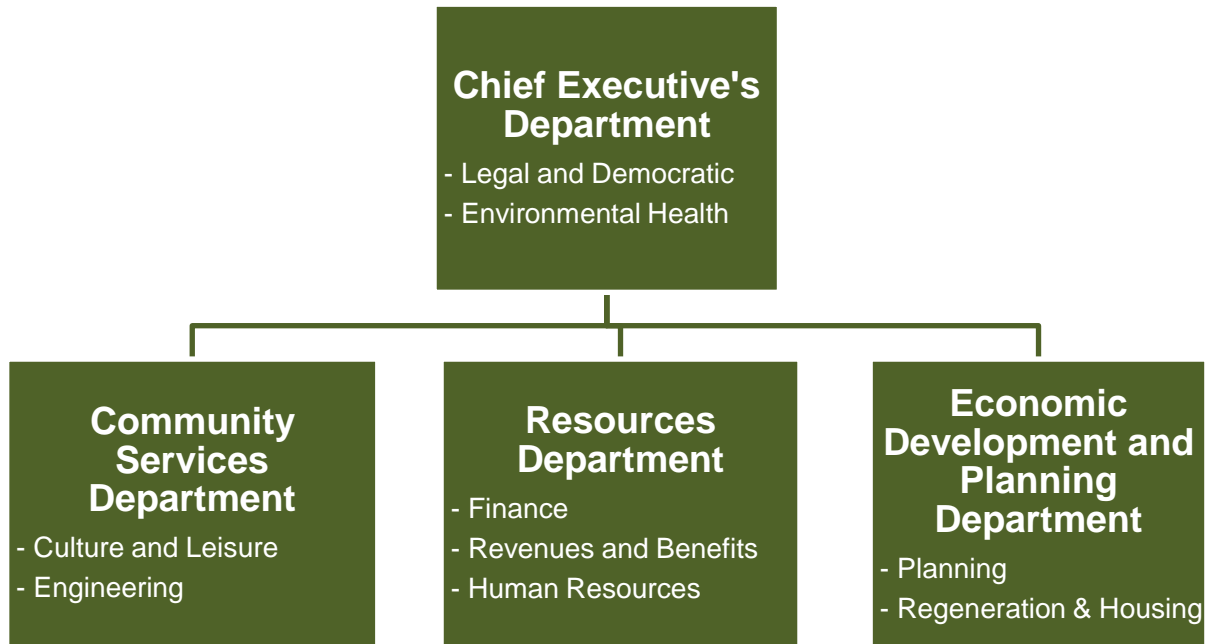 Chief Executive's
Department
- Legal and Democratic
- Environmental Health
Community
Services
Department
- Culture and Leisure
- Engineering
Resources
Department
- Finance
- Revenues and Benefits
- Human Resources
Economic
Development and
Planning
Department
- Planning
- Regeneration & Housing